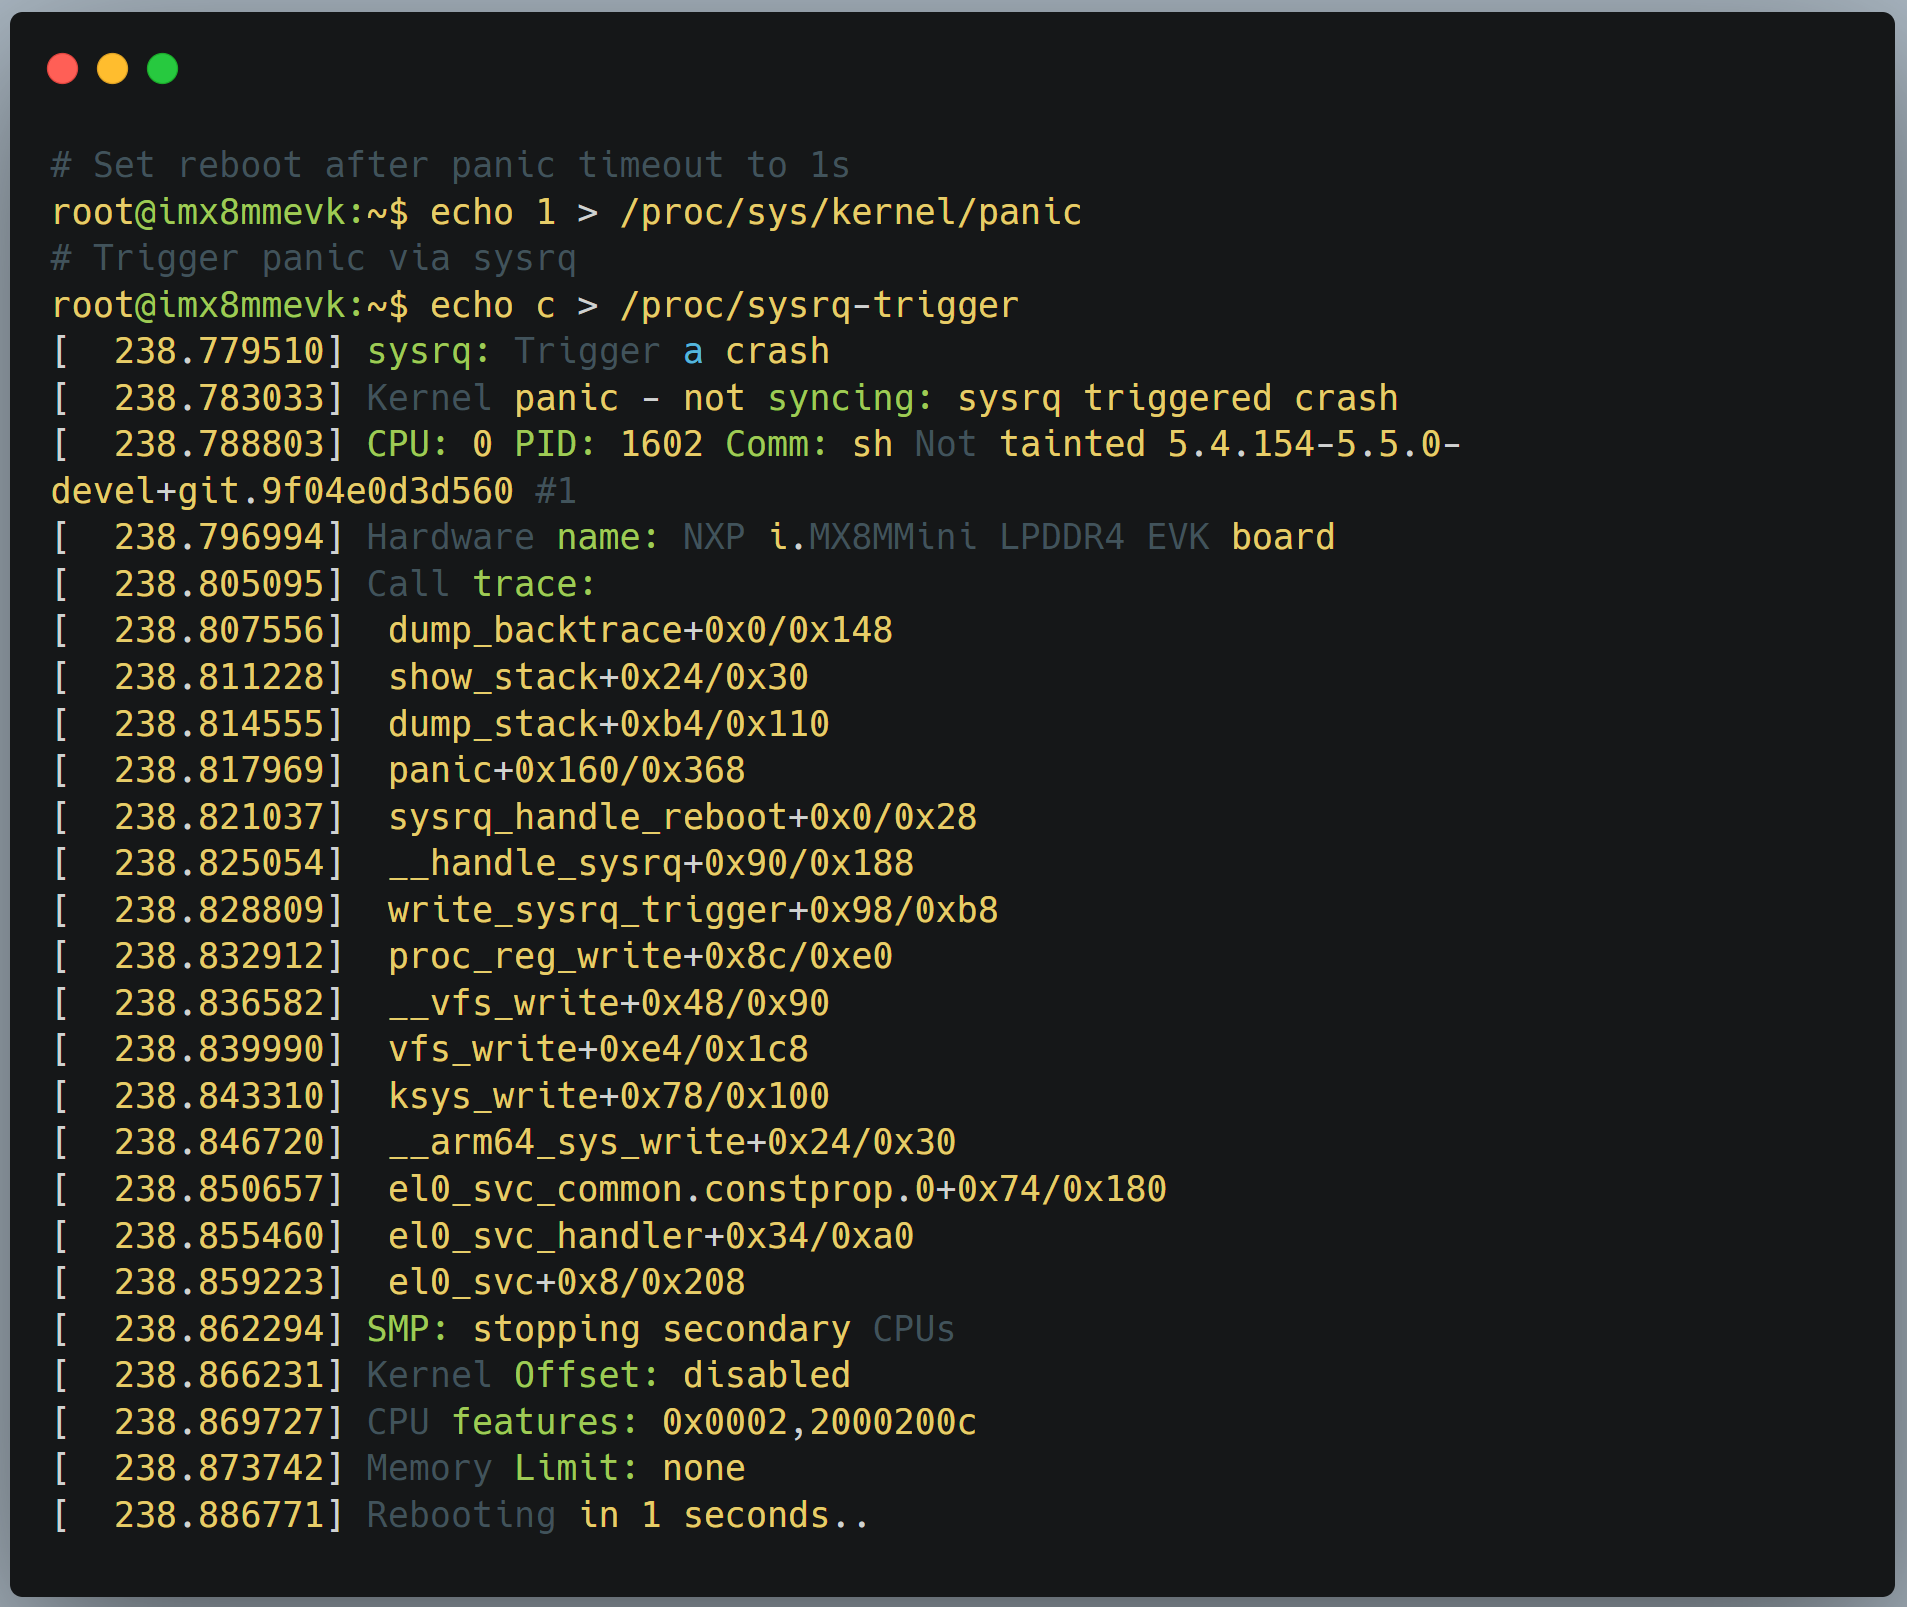 # Set reboot after panic timeout to 1s
root@imx8mmevk:~$ echo 1 > /proc/sys/kernel/panic
# Trigger panic via sysrq
root@imx8mmevk:~$ echo c > /proc/sysrq-trigger
[  238.779510] sysrq: Trigger a crash
[  238.783033] Kernel panic - not syncing: sysrq triggered crash
[  238.788803] CPU: 0 PID: 1602 Comm: sh Not tainted 5.4.154-5.5.0-
devel+git.9f04e0d3d560 #1
[  238.796994] Hardware name: NXP i.MX8MMini LPDDR4 EVK board
[  238.805095] Call trace:
[  238.807556]  dump_backtrace+0x0/0x148
[  238.811228]  show_stack+0x24/0x30
[  238.814555]  dump_stack+0xb4/0x110
[  238.817969]  panic+0x160/0x368
[  238.821037]  sysrq_handle_reboot+0x0/0x28
[  238.825054]  __handle_sysrq+0x90/0x188
[  238.828809]  write_sysrq_trigger+0x98/0xb8
[  238.832912]  proc_reg_write+0x8c/0xe0
[  238.836582]  __vfs_write+0x48/0x90
[  238.839990]  vfs_write+0xe4/0x1c8
[  238.843310]  ksys_write+0x78/0x100
[  238.846720]  __arm64_sys_write+0x24/0x30
[  238.850657]  el0_svc_common.constprop.0+0x74/0x180
[  238.855460]  el0_svc_handler+0x34/0xa0
[  238.859223]  el0_svc+0x8/0x208
[  238.862294] SMP: stopping secondary CPUs
[  238.866231] Kernel Offset: disabled
[  238.869727] CPU features: 0x0002,2000200c
[  238.873742] Memory Limit: none
[  238.886771] Rebooting in 1 seconds..